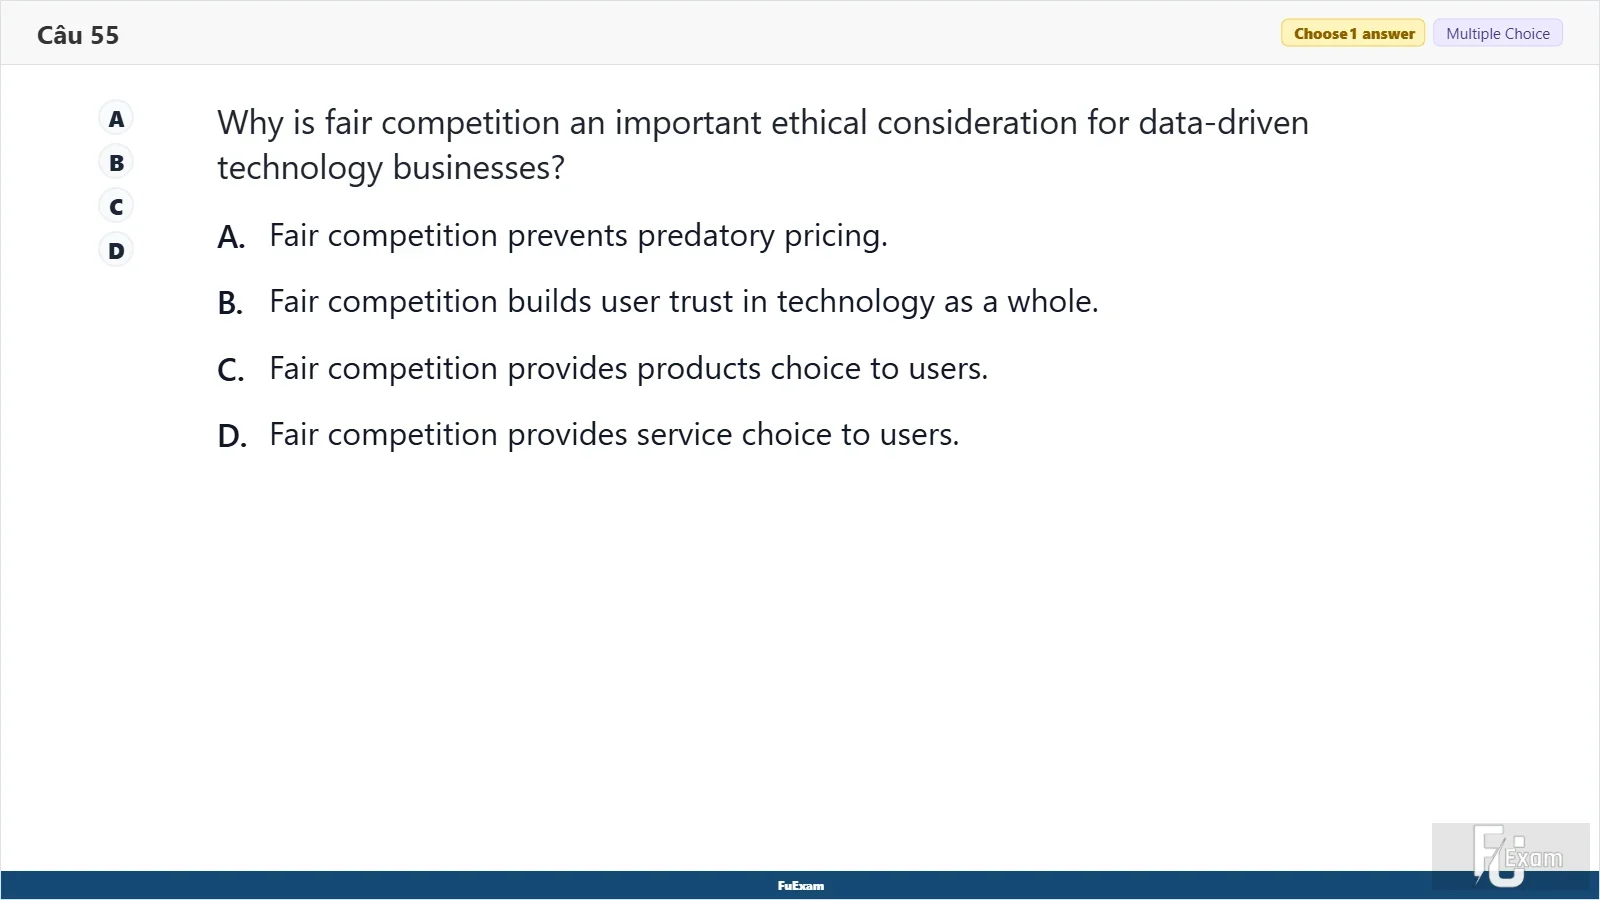 Câu 55
Choose 1 answer
Multiple Choice
A
B
C
D
Why is fair competition an important ethical consideration for data-driven
technology businesses?
A. Fair competition prevents predatory pricing.
B. Fair competition builds user trust in technology as a whole.
C. Fair competition provides products choice to users.
D. Fair competition provides service choice to users.
FU Exam
FuExam